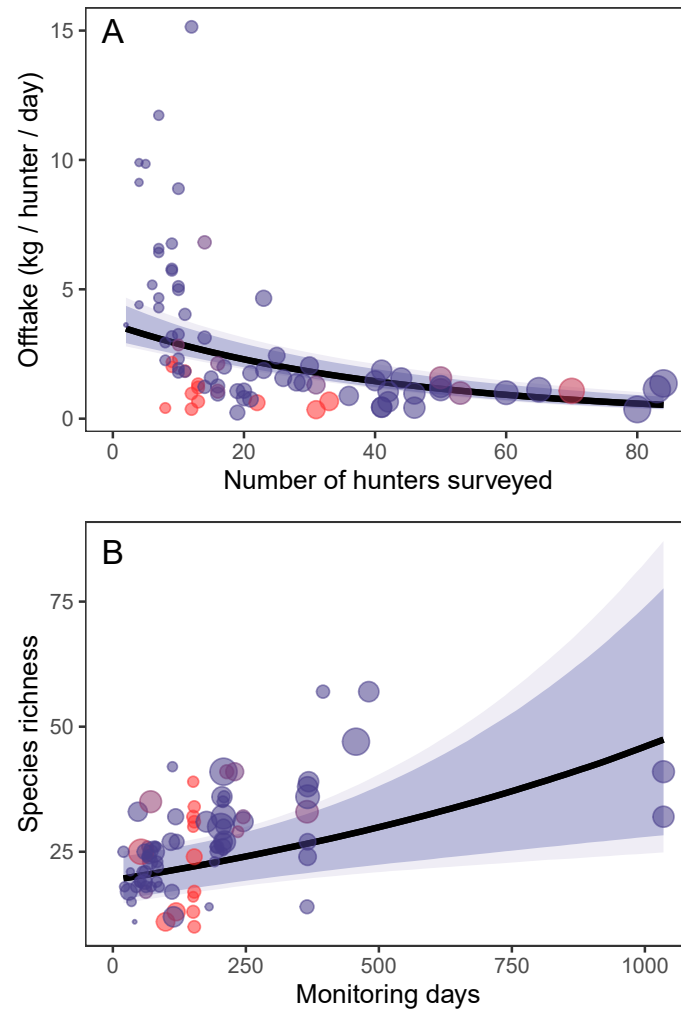 A
15
10
5
0
Offtake (kg / hunter / day)
0 20 40 60 80
Number of hunters surveyed
B
75
50
25
Species richness
0 250 500 750 1000
Monitoring days